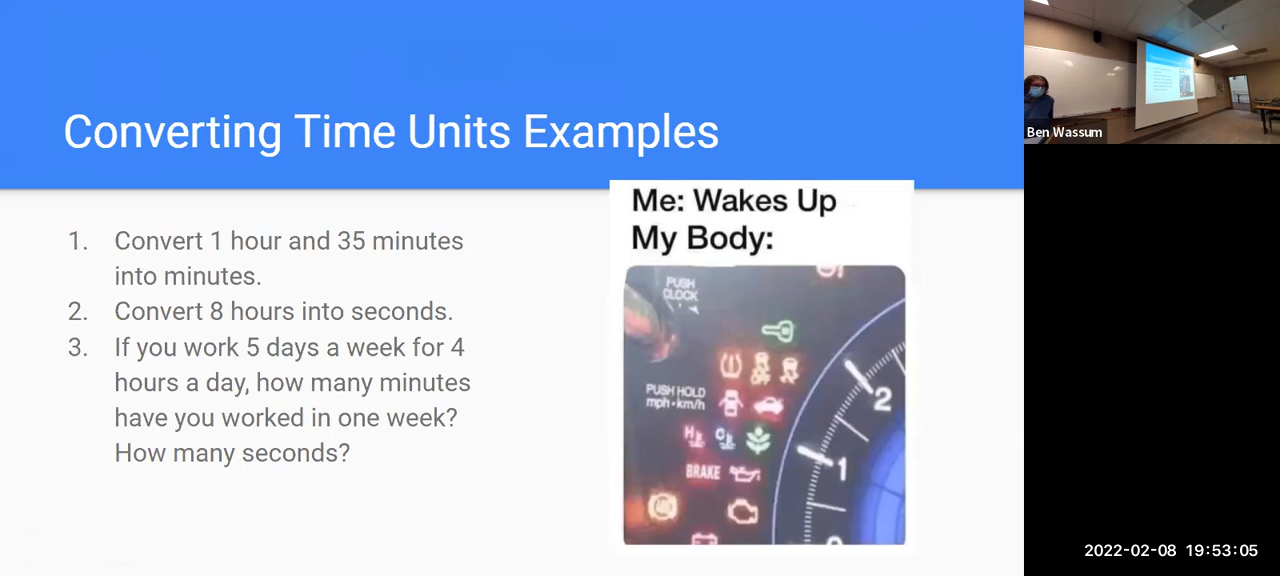 Converting Time Units Examples
1. Convert 1 hour and 35 minutes
into minutes.
2. Convert 8 hours into seconds.
3. If you work 5 days a week for 4
hours a day, how many minutes
have you worked in one week?
How many seconds?
Me: Wakes Up
My Body:
PUSH
CLOCK
PUSH HOLD
mph•km/h
H
C
BRAKE
2
1
0
Ben Wassum
2022-02-08 19:53:05